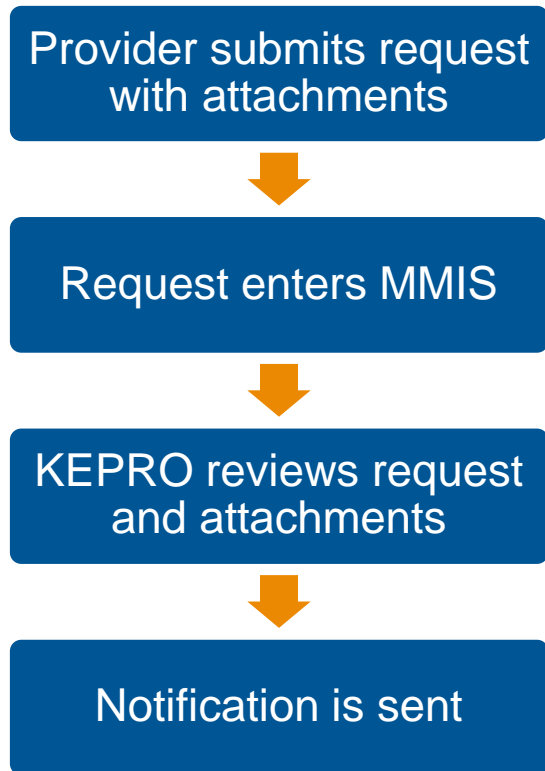 Provider submits request
with attachments
Request enters MMIS
KEPRO reviews request
and attachments
Notification is sent